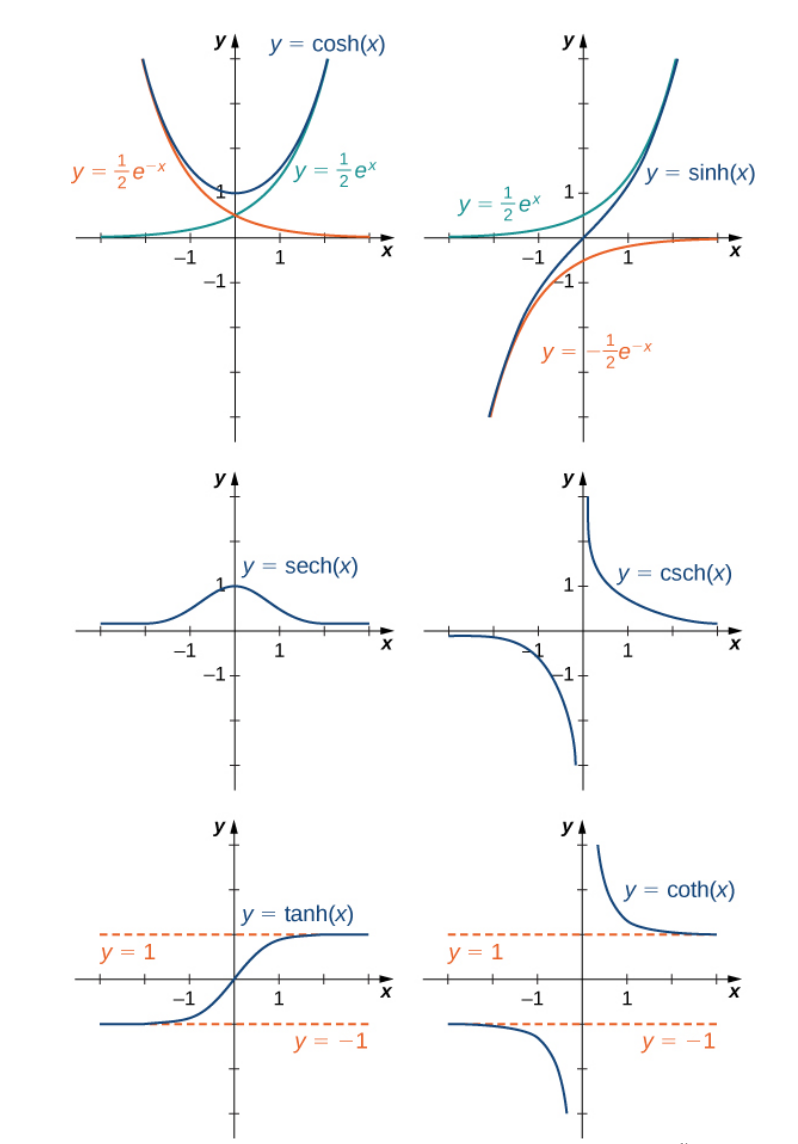 y y = cosh(x)
y = 1/2 e^−x
y = 1/2 e^x
1
−1 1 x
−1
y
y = sinh(x)
y = 1/2 e^x
1
−1 1 x
−1
y = −1/2 e^−x
y
y = sech(x)
1
−1 1 x
−1
y
y = csch(x)
1
−1 1 x
−1
y
y = tanh(x)
y = 1
−1 1 x
y = −1
y
y = coth(x)
y = 1
−1 1 x
y = −1